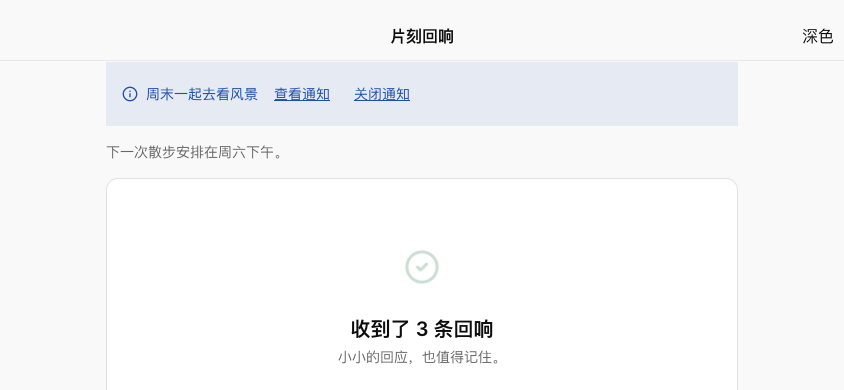 片刻回响
深色
周末一起去看风景 查看通知 关闭通知
下一次散步安排在周六下午。
收到了 3 条回响
小小的回应，也值得记住。